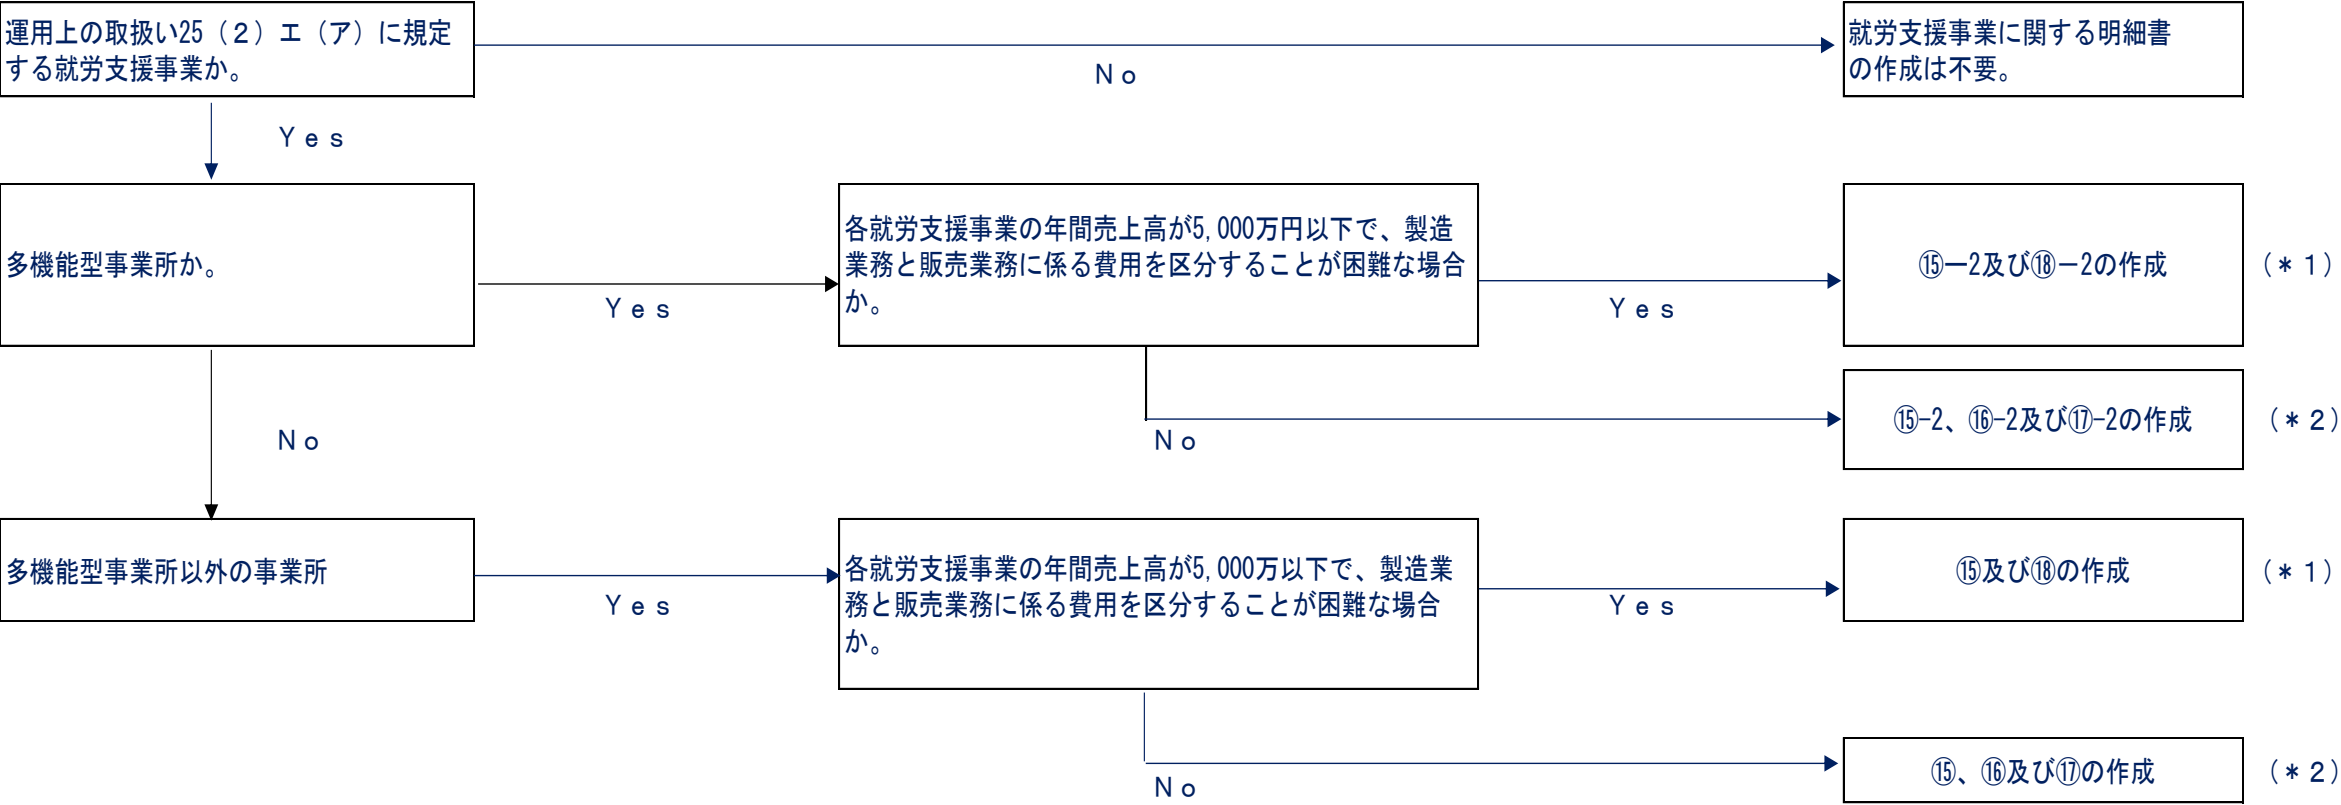 運用上の取扱い25（２）エ（ア）に規定
する就労支援事業か。
就労支援事業に関する明細書
の作成は不要。
Ｎｏ
Ｙｅｓ
多機能型事業所か。
各就労支援事業の年間売上高が5,000万円以下で、製造
業務と販売業務に係る費用を区分することが困難な場合
か。
⑮ー2及び⑱－2の作成
（＊１）
Ｙｅｓ
Ｙｅｓ
⑮-2、⑯-2及び⑰-2の作成
（＊２）
Ｎｏ
Ｎｏ
多機能型事業所以外の事業所
各就労支援事業の年間売上高が5,000万以下で、製造業
務と販売業務に係る費用を区分することが困難な場合
か。
⑮及び⑱の作成
（＊１）
Ｙｅｓ
Ｙｅｓ
⑮、⑯及び⑰の作成
（＊２）
Ｎｏ